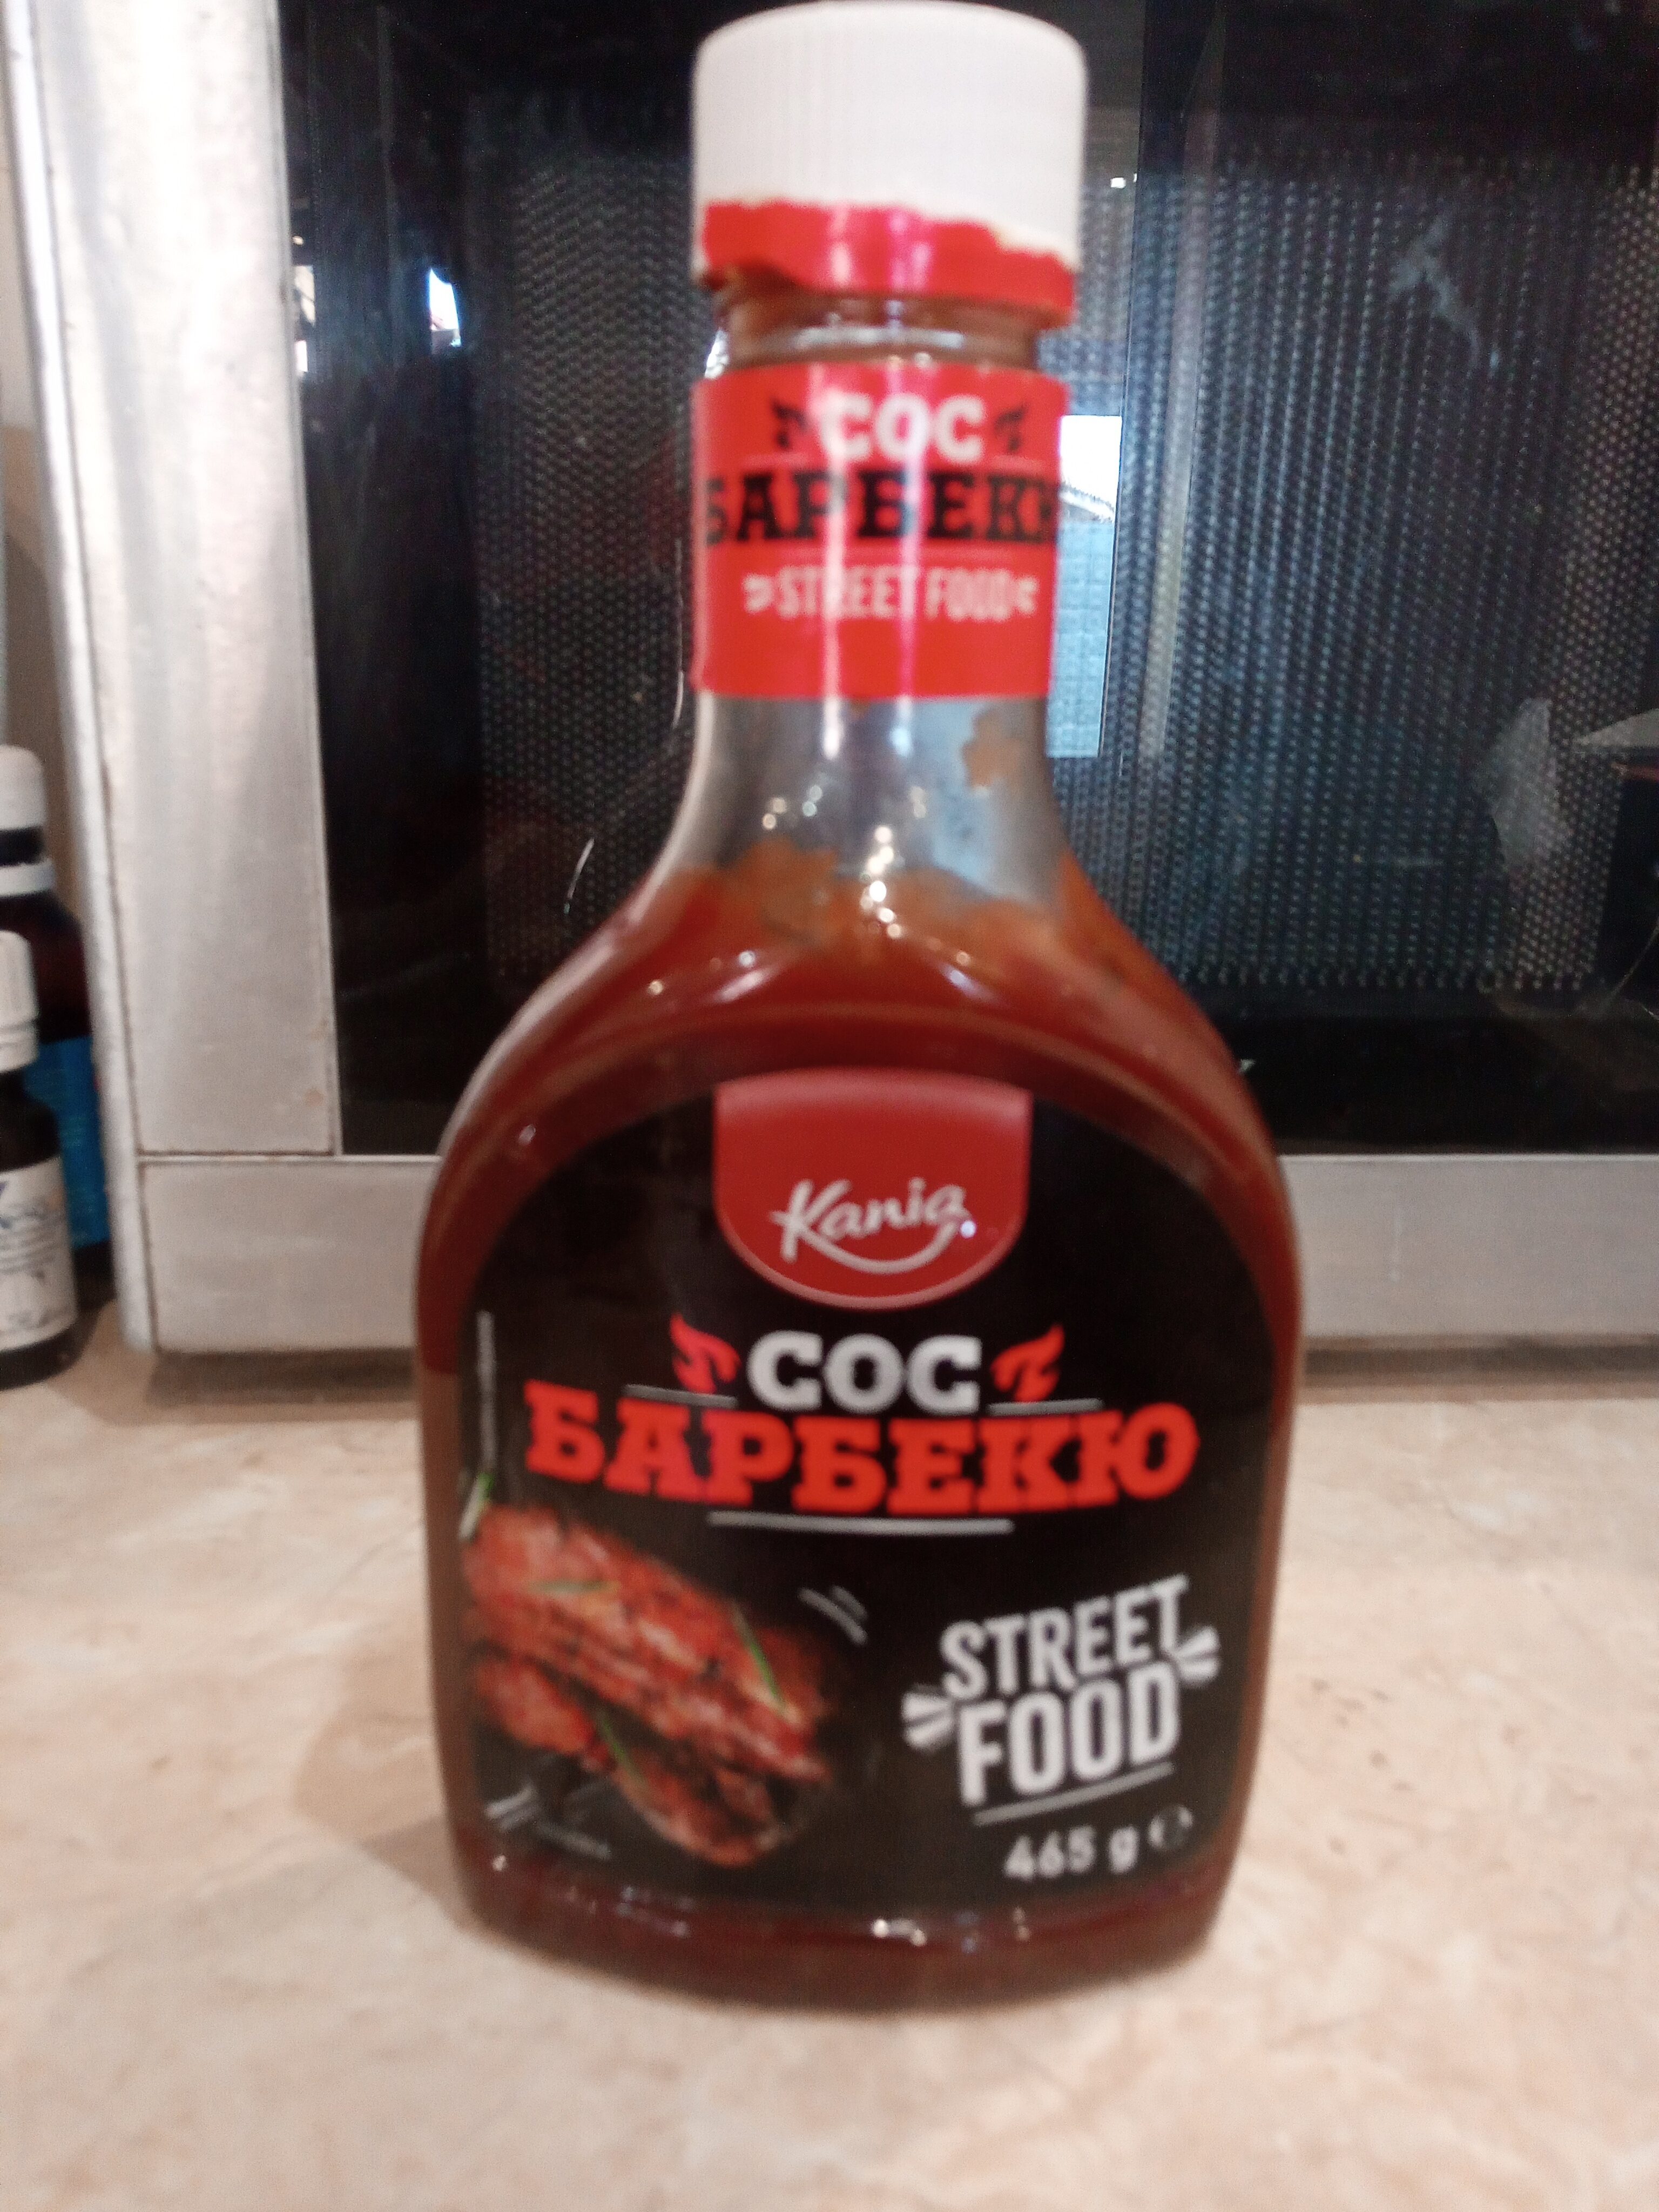 СОС
БАРБЕКЮ
STREET FOOD
Kania
СОС
БАРБЕКЮ
STREET
FOOD
465 g ℮